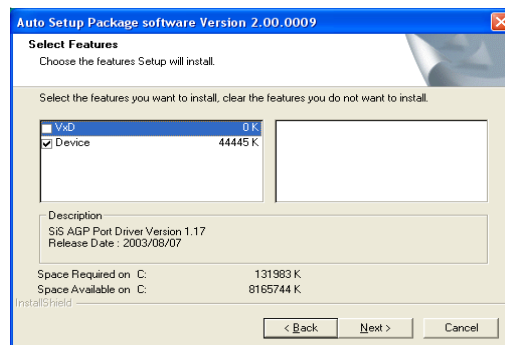 Auto Setup Package software Version 2.00.0009
Select Features
Choose the features Setup will install.
Select the features you want to install, clear the features you do not want to install.
VxD 0 K
Device 44445 K
Description
SiS AGP Port Driver Version 1.17
Release Date : 2003/08/07
Space Required on C: 131983 K
Space Available on C: 8165744 K
InstallShield
< Back Next > Cancel